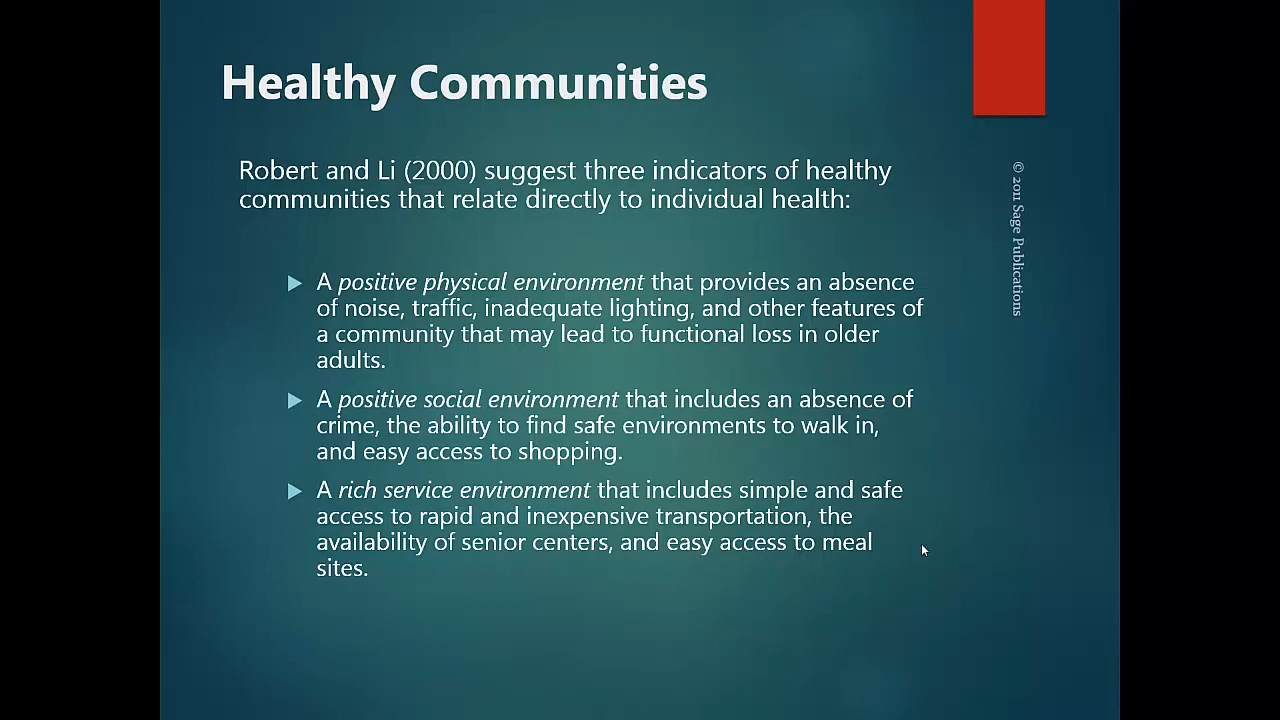 Healthy Communities
Robert and Li (2000) suggest three indicators of healthy
communities that relate directly to individual health:
A positive physical environment that provides an absence
of noise, traffic, inadequate lighting, and other features of
a community that may lead to functional loss in older
adults.
A positive social environment that includes an absence of
crime, the ability to find safe environments to walk in,
and easy access to shopping.
A rich service environment that includes simple and safe
access to rapid and inexpensive transportation, the
availability of senior centers, and easy access to meal
sites.
© 2011 Sage Publications